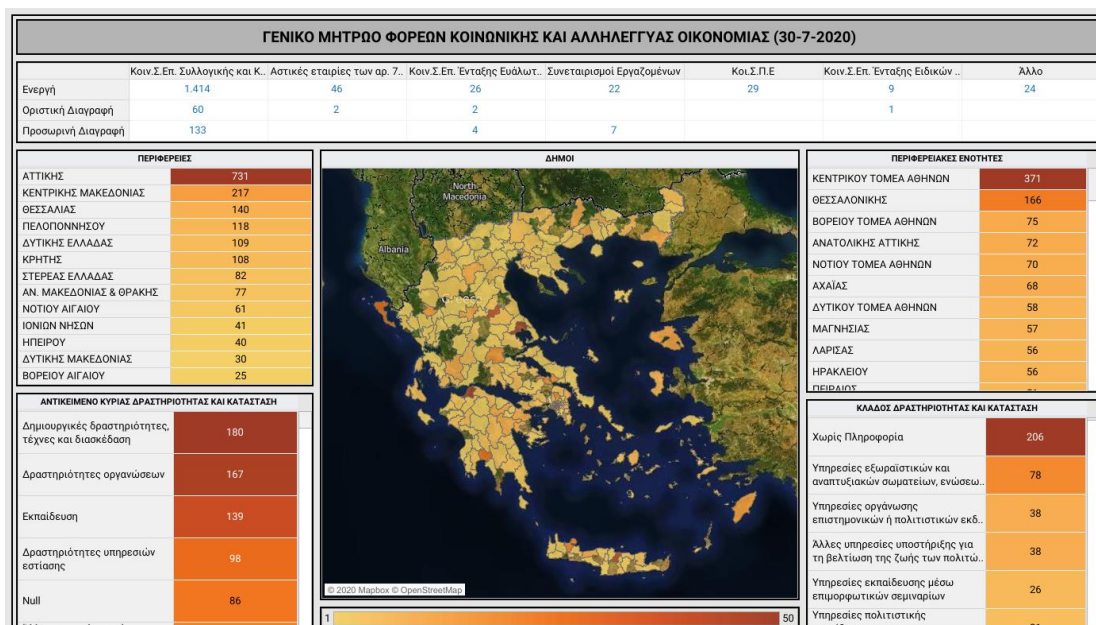 ΓΕΝΙΚΟ ΜΗΤΡΩΟ ΦΟΡΕΩΝ ΚΟΙΝΩΝΙΚΗΣ ΚΑΙ ΑΛΛΗΛΕΓΓΥΑΣ ΟΙΚΟΝΟΜΙΑΣ (30-7-2020)
Κοιν.Σ.Επ. Συλλογικής και Κ.. Αστικές εταιρίες των αρ. 7.. Κοιν.Σ.Επ. Ένταξης Ευάλωτ.. Συνεταιρισμοί Εργαζομένων Κοι.Σ.Π.Ε Κοιν.Σ.Επ. Ένταξης Ειδικών .. Άλλο
Ενεργή 1.414 46 26 22 29 9 24
Οριστική Διαγραφή 60 2 2 1
Προσωρινή Διαγραφή 133 4 7
ΠΕΡΙΦΕΡΕΙΕΣ
ΑΤΤΙΚΗΣ 731
ΚΕΝΤΡΙΚΗΣ ΜΑΚΕΔΟΝΙΑΣ 217
ΘΕΣΣΑΛΙΑΣ 140
ΠΕΛΟΠΟΝΝΗΣΟΥ 118
ΔΥΤΙΚΗΣ ΕΛΛΑΔΑΣ 109
ΚΡΗΤΗΣ 108
ΣΤΕΡΕΑΣ ΕΛΛΑΔΑΣ 82
ΑΝ. ΜΑΚΕΔΟΝΙΑΣ & ΘΡΑΚΗΣ 77
ΝΟΤΙΟΥ ΑΙΓΑΙΟΥ 61
ΙΟΝΙΩΝ ΝΗΣΩΝ 41
ΗΠΕΙΡΟΥ 40
ΔΥΤΙΚΗΣ ΜΑΚΕΔΟΝΙΑΣ 30
ΒΟΡΕΙΟΥ ΑΙΓΑΙΟΥ 25
ΑΝΤΙΚΕΙΜΕΝΟ ΚΥΡΙΑΣ ΔΡΑΣΤΗΡΙΟΤΗΤΑΣ ΚΑΙ ΚΑΤΑΣΤΑΣΗ
Δημιουργικές δραστηριότητες,
τέχνες και διασκέδαση 180
Δραστηριότητες οργανώσεων 167
Εκπαίδευση 139
Δραστηριότητες υπηρεσιών
εστίασης 98
Null 86
ΔΗΜΟΙ
North
Macedonia
Albania
© 2020 Mapbox © OpenStreetMap
1 50
ΠΕΡΙΦΕΡΕΙΑΚΕΣ ΕΝΟΤΗΤΕΣ
ΚΕΝΤΡΙΚΟΥ ΤΟΜΕΑ ΑΘΗΝΩΝ 371
ΘΕΣΣΑΛΟΝΙΚΗΣ 166
ΒΟΡΕΙΟΥ ΤΟΜΕΑ ΑΘΗΝΩΝ 75
ΑΝΑΤΟΛΙΚΗΣ ΑΤΤΙΚΗΣ 72
ΝΟΤΙΟΥ ΤΟΜΕΑ ΑΘΗΝΩΝ 70
ΑΧΑΪΑΣ 68
ΔΥΤΙΚΟΥ ΤΟΜΕΑ ΑΘΗΝΩΝ 58
ΜΑΓΝΗΣΙΑΣ 57
ΛΑΡΙΣΑΣ 56
ΗΡΑΚΛΕΙΟΥ 56
ΚΛΑΔΟΣ ΔΡΑΣΤΗΡΙΟΤΗΤΑΣ ΚΑΙ ΚΑΤΑΣΤΑΣΗ
Χωρίς Πληροφορία 206
Υπηρεσίες εξωραϊστικών και
αναπτυξιακών σωματείων, ενώσεω.. 78
Υπηρεσίες οργάνωσης
επιστημονικών ή πολιτιστικών εκδ.. 38
Άλλες υπηρεσίες υποστήριξης για
τη βελτίωση της ζωής των πολιτώ.. 38
Υπηρεσίες εκπαίδευσης μέσω
επιμορφωτικών σεμιναρίων 26
Υπηρεσίες πολιτιστικής